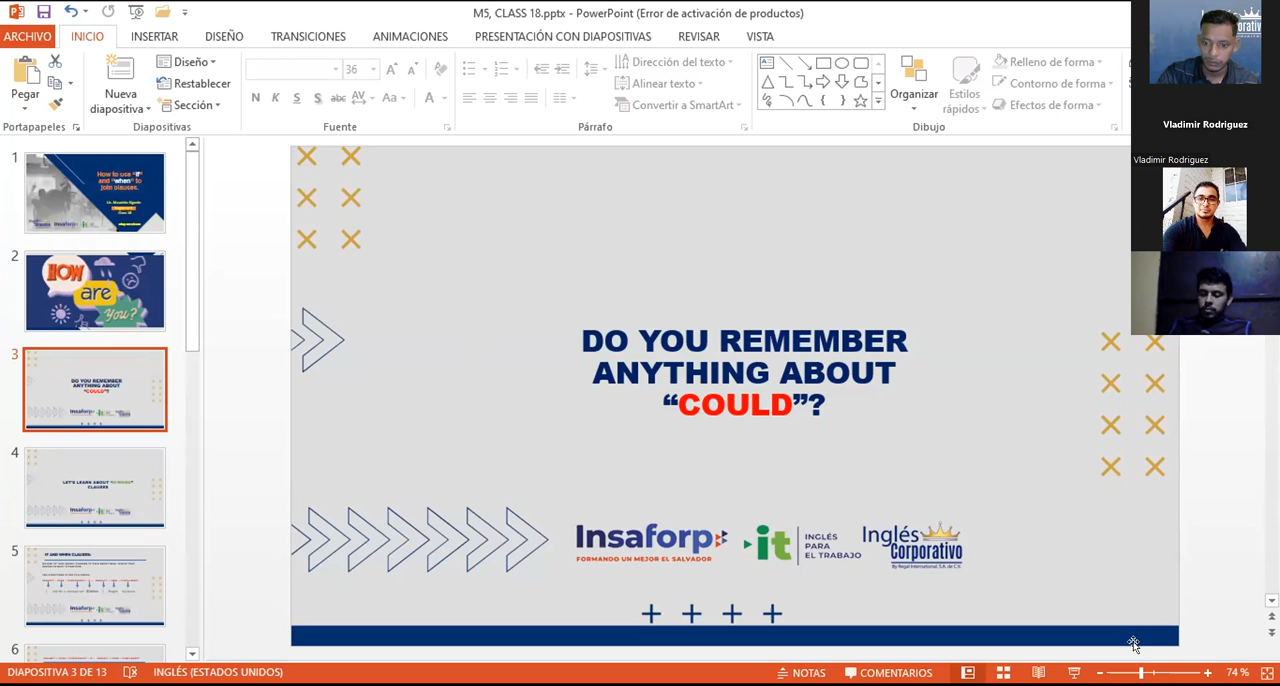 M5, CLASS 18.pptx - PowerPoint (Error de activación de productos)
ARCHIVO INICIO INSERTAR DISEÑO TRANSICIONES ANIMACIONES PRESENTACIÓN CON DIAPOSITIVAS REVISAR VISTA
Pegar
Nueva
diapositiva
Diseño
Restablecer
Sección
36
N K S S abc AV Aa A
Dirección del texto
Alinear texto
Convertir a SmartArt
Organizar
Estilos
rápidos
Relleno de forma
Contorno de forma
Efectos de forma
Portapapeles Diapositivas Fuente Párrafo Dibujo
Vladimir Rodriguez
Vladimir Rodriguez
1
How to use "if"
and "when" to
join clauses.
2
HOW
are
You?
3
DO YOU REMEMBER
ANYTHING ABOUT
"COULD"?
Insaforp
4
5
IF AND WHEN CLAUSES:
6
DO YOU REMEMBER
ANYTHING ABOUT
“COULD”?
Insaforp
FORMANDO UN MEJOR EL SALVADOR
it
INGLÉS
PARA
EL TRABAJO
Inglés
Corporativo
By Regal International, S.A. de C.V.
DIAPOSITIVA 3 DE 13 INGLÉS (ESTADOS UNIDOS) NOTAS COMENTARIOS 74 %